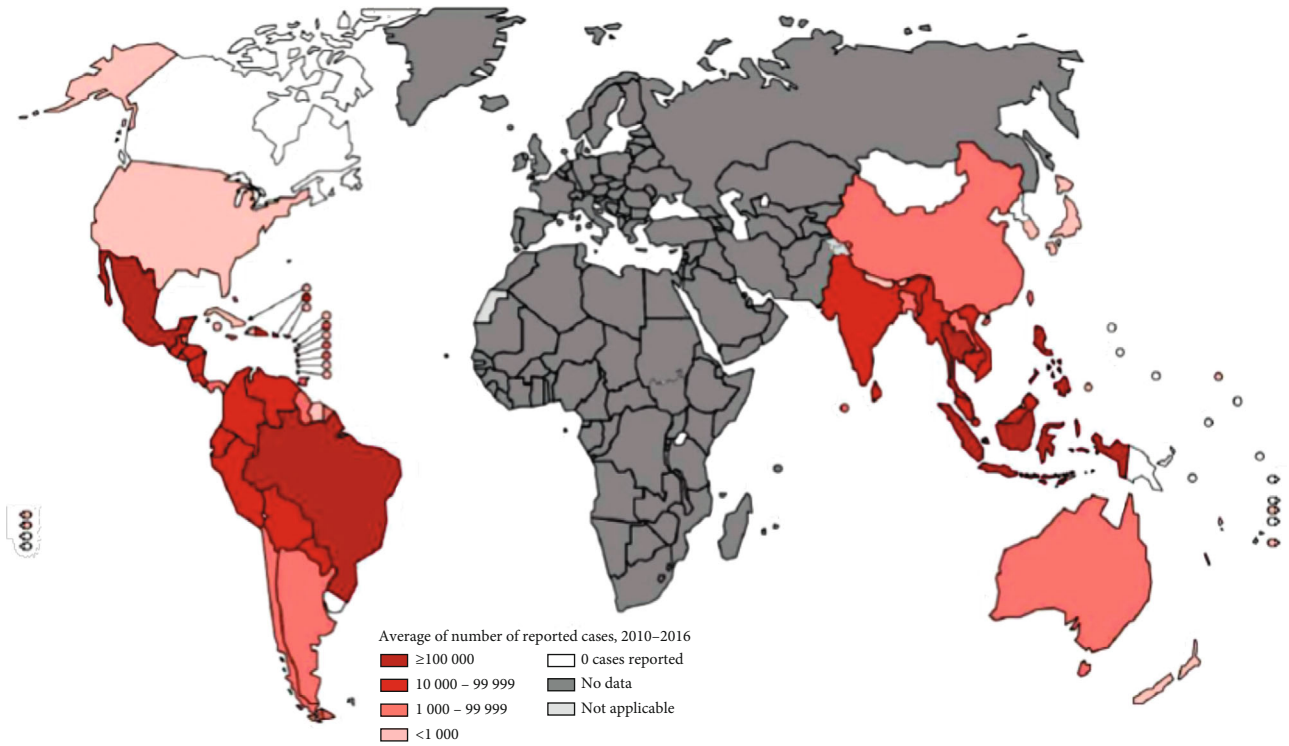 Average of number of reported cases, 2010–2016
≥100 000
10 000 – 99 999
1 000 – 99 999
<1 000
0 cases reported
No data
Not applicable